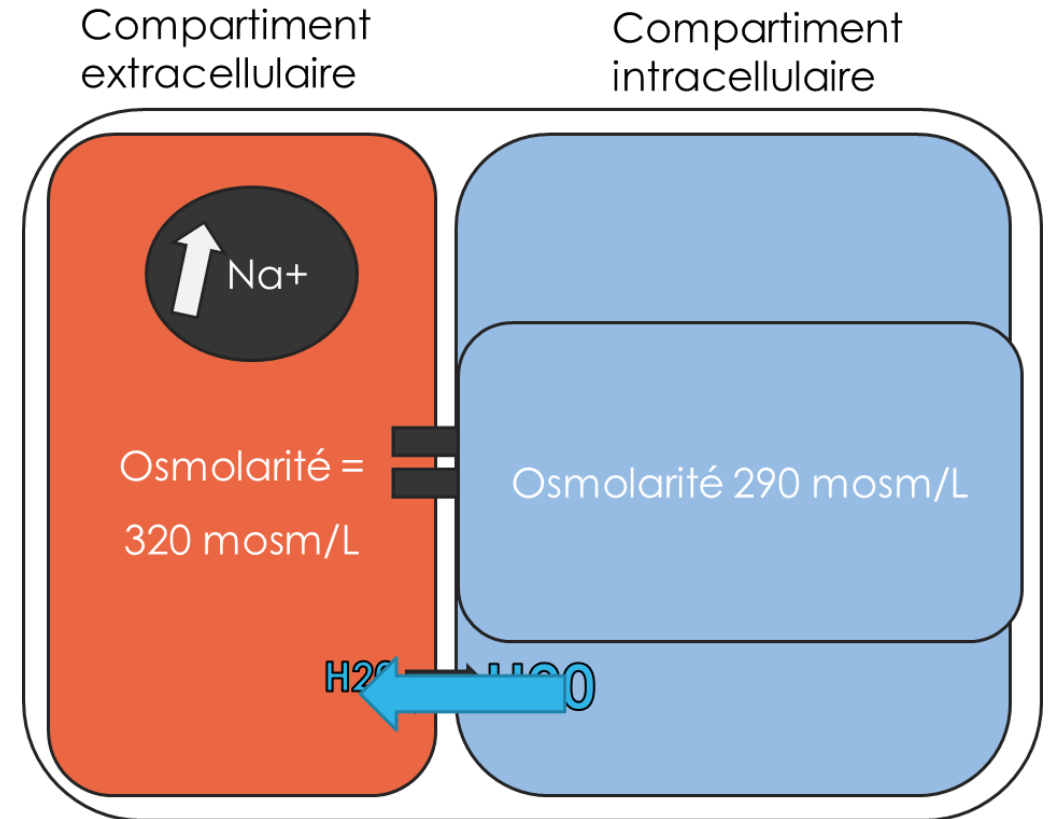 Compartiment
extracellulaire
Compartiment
intracellulaire
Na+
Osmolarité =
320 mosm/L
Osmolarité 290 mosm/L